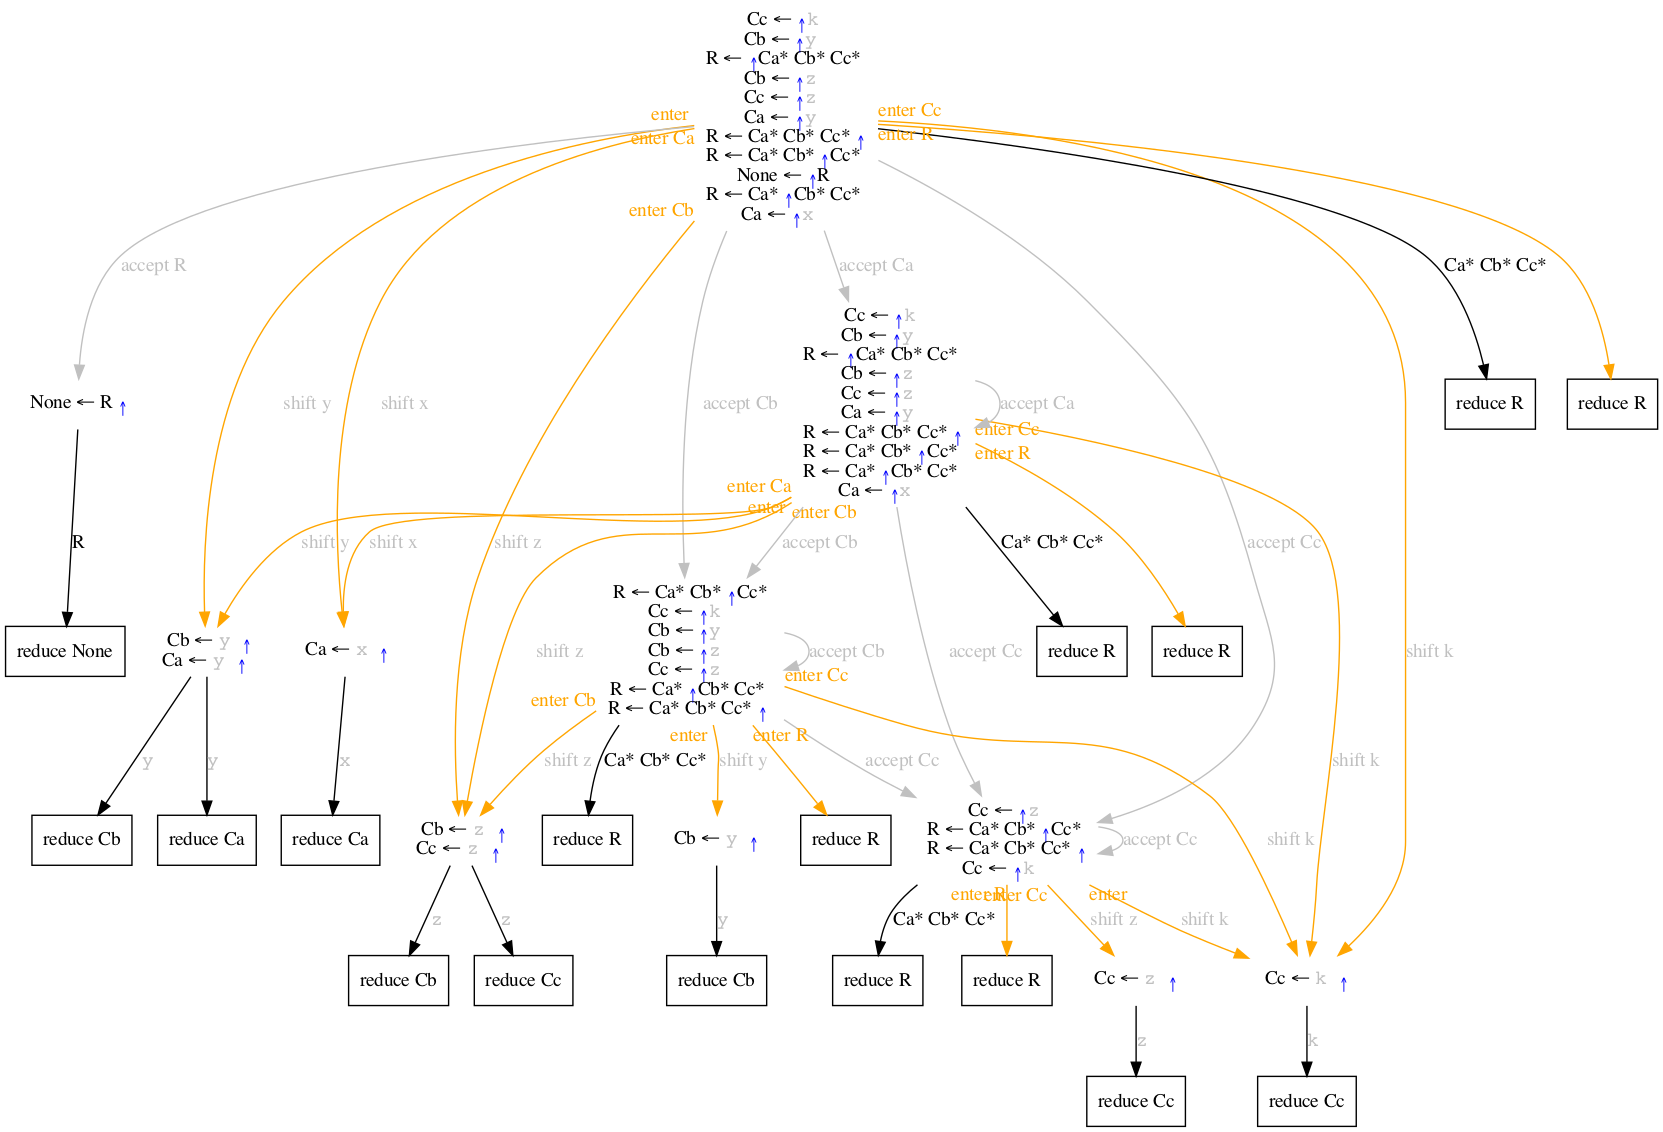 Cc ← ↑k
Cb ← ↑y
R ← ↑Ca* Cb* Cc*
Cb ← ↑z
Cc ← ↑z
enter
enter Cc
Ca ← ↑y
enter Ca
R ← Ca* Cb* Cc* ↑
enter R
R ← Ca* Cb* ↑Cc*
None ← ↑R
R ← Ca* ↑Cb* Cc*
enter Cb
Ca ← ↑x
accept R
accept Ca
Ca* Cb* Cc*
Cc ← ↑k
Cb ← ↑y
R ← ↑Ca* Cb* Cc*
Cb ← ↑z
Cc ← ↑z
Ca ← ↑y
R ← Ca* Cb* Cc* ↑
R ← Ca* Cb* ↑Cc*
R ← Ca* ↑Cb* Cc*
Ca ← ↑x
None ← R ↑
shift y
shift x
accept Cb
accept Ca
enter Cc
enter R
reduce R
reduce R
enter Ca
enter
enter Cb
R
shift y
shift x
shift z
accept Cb
Ca* Cb* Cc*
accept Cc
R ← Ca* Cb* ↑Cc*
Cc ← ↑k
Cb ← ↑y
Cb ← ↑z
Cc ← ↑z
R ← Ca* ↑Cb* Cc*
R ← Ca* Cb* Cc* ↑
reduce None
Cb ← y ↑
Ca ← y ↑
Ca ← x ↑
shift z
accept Cb
accept Cc
reduce R
reduce R
shift k
enter Cb
enter Cc
enter
enter R
y
y
x
shift z
Ca* Cb* Cc*
shift y
accept Cc
shift k
reduce Cb
reduce Ca
reduce Ca
Cb ← z ↑
Cc ← z ↑
reduce R
Cb ← y ↑
reduce R
Cc ← ↑z
R ← Ca* Cb* ↑Cc*
R ← Ca* Cb* Cc* ↑
Cc ← ↑k
accept Cc
shift k
enter R
enter Cc
enter
z
z
y
Ca* Cb* Cc*
shift z
shift k
reduce Cb
reduce Cc
reduce Cb
reduce R
reduce R
Cc ← z ↑
Cc ← k ↑
z
k
reduce Cc
reduce Cc